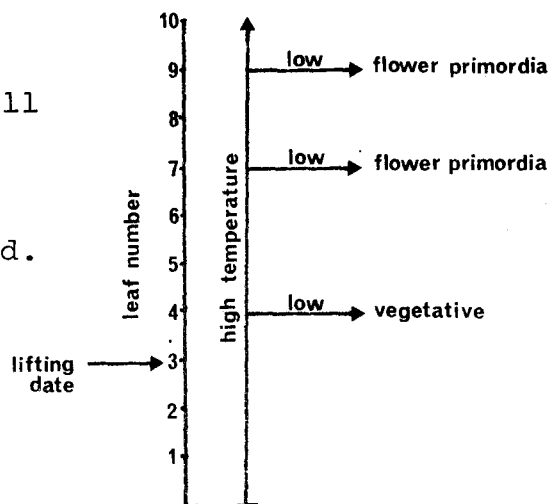 10
low
flower primordia
9
ll
8
low
flower primordia
7
leaf number
high temperature
6
d.
5
low
vegetative
4
lifting
date
3
2
1